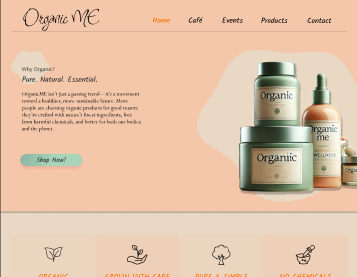 Organic ME
Home Café Events Products Contact
Why Organic?
Pure. Natural. Essential.
OrganicME isn't just a passing trend—it's a movement
toward a healthier, more sustainable future. More
people are choosing organic products for good reason:
they're crafted with nature's finest ingredients, free
from harmful chemicals, and better for both our bodies
and the planet.
Shop Now!
Organic
Organic
me
WELLNESS
Organic
ORGANIC GROWN WITH CARE PURE & SIMPLE NO CHEMICALS